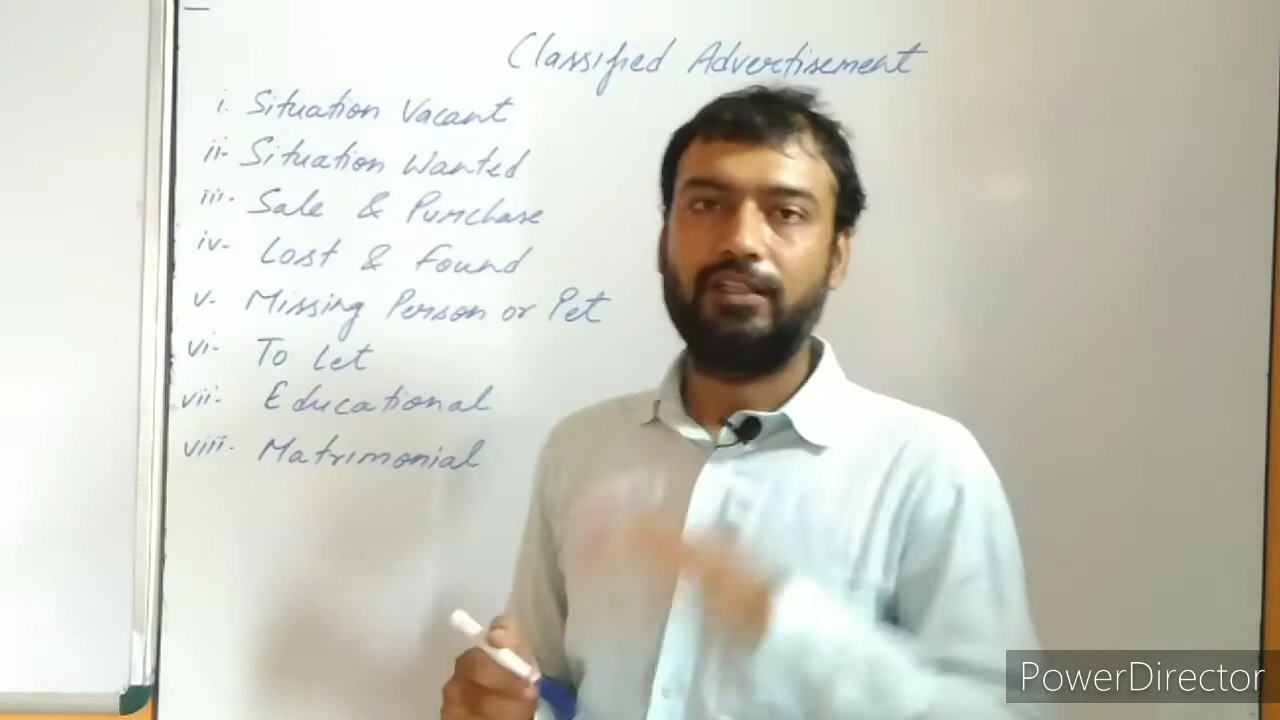 Classified Advertisement
i. Situation Vacant
ii- Situation Wanted
iii- Sale & Purchase
iv- Lost & Found
v- Missing Person or Pet
vi- To Let
vii- Educational
viii- Matrimonial
PowerDirector